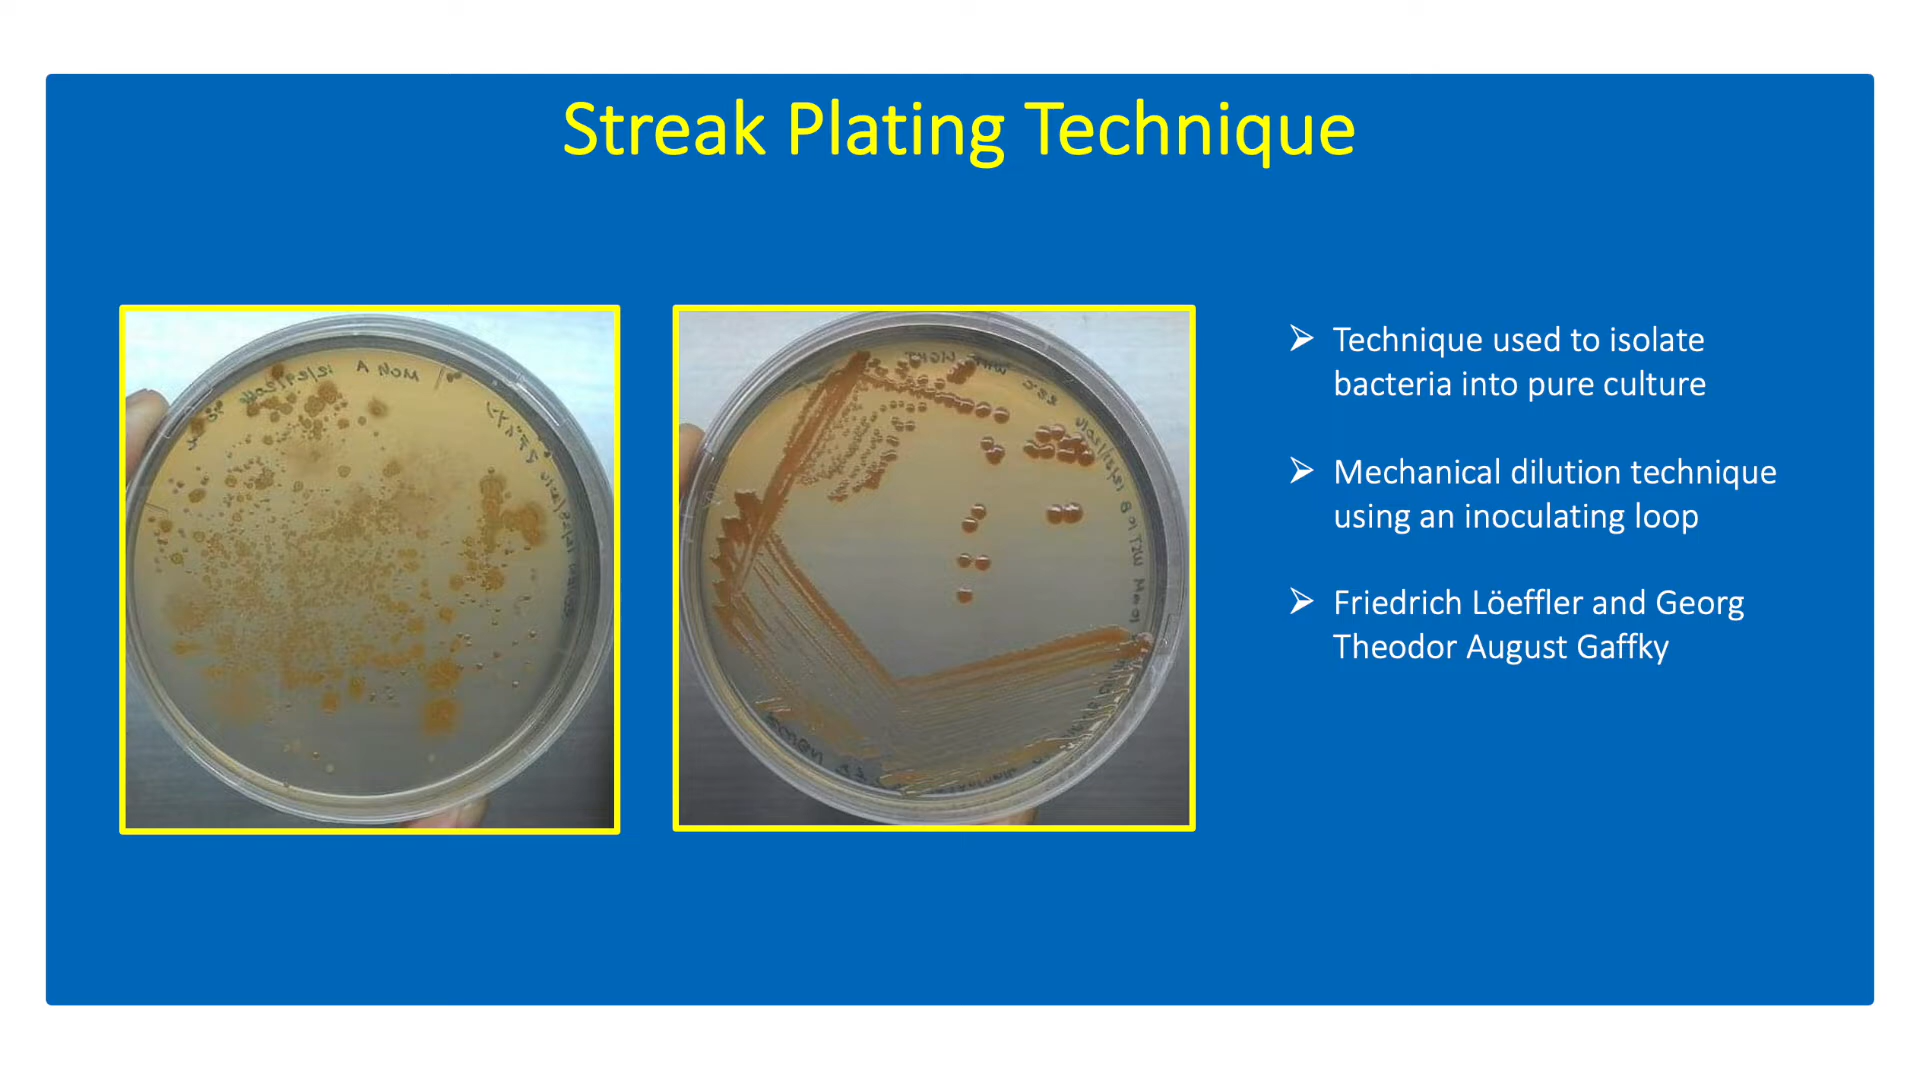 Streak Plating Technique
Technique used to isolate
bacteria into pure culture
Mechanical dilution technique
using an inoculating loop
Friedrich Löeffler and Georg
Theodor August Gaffky